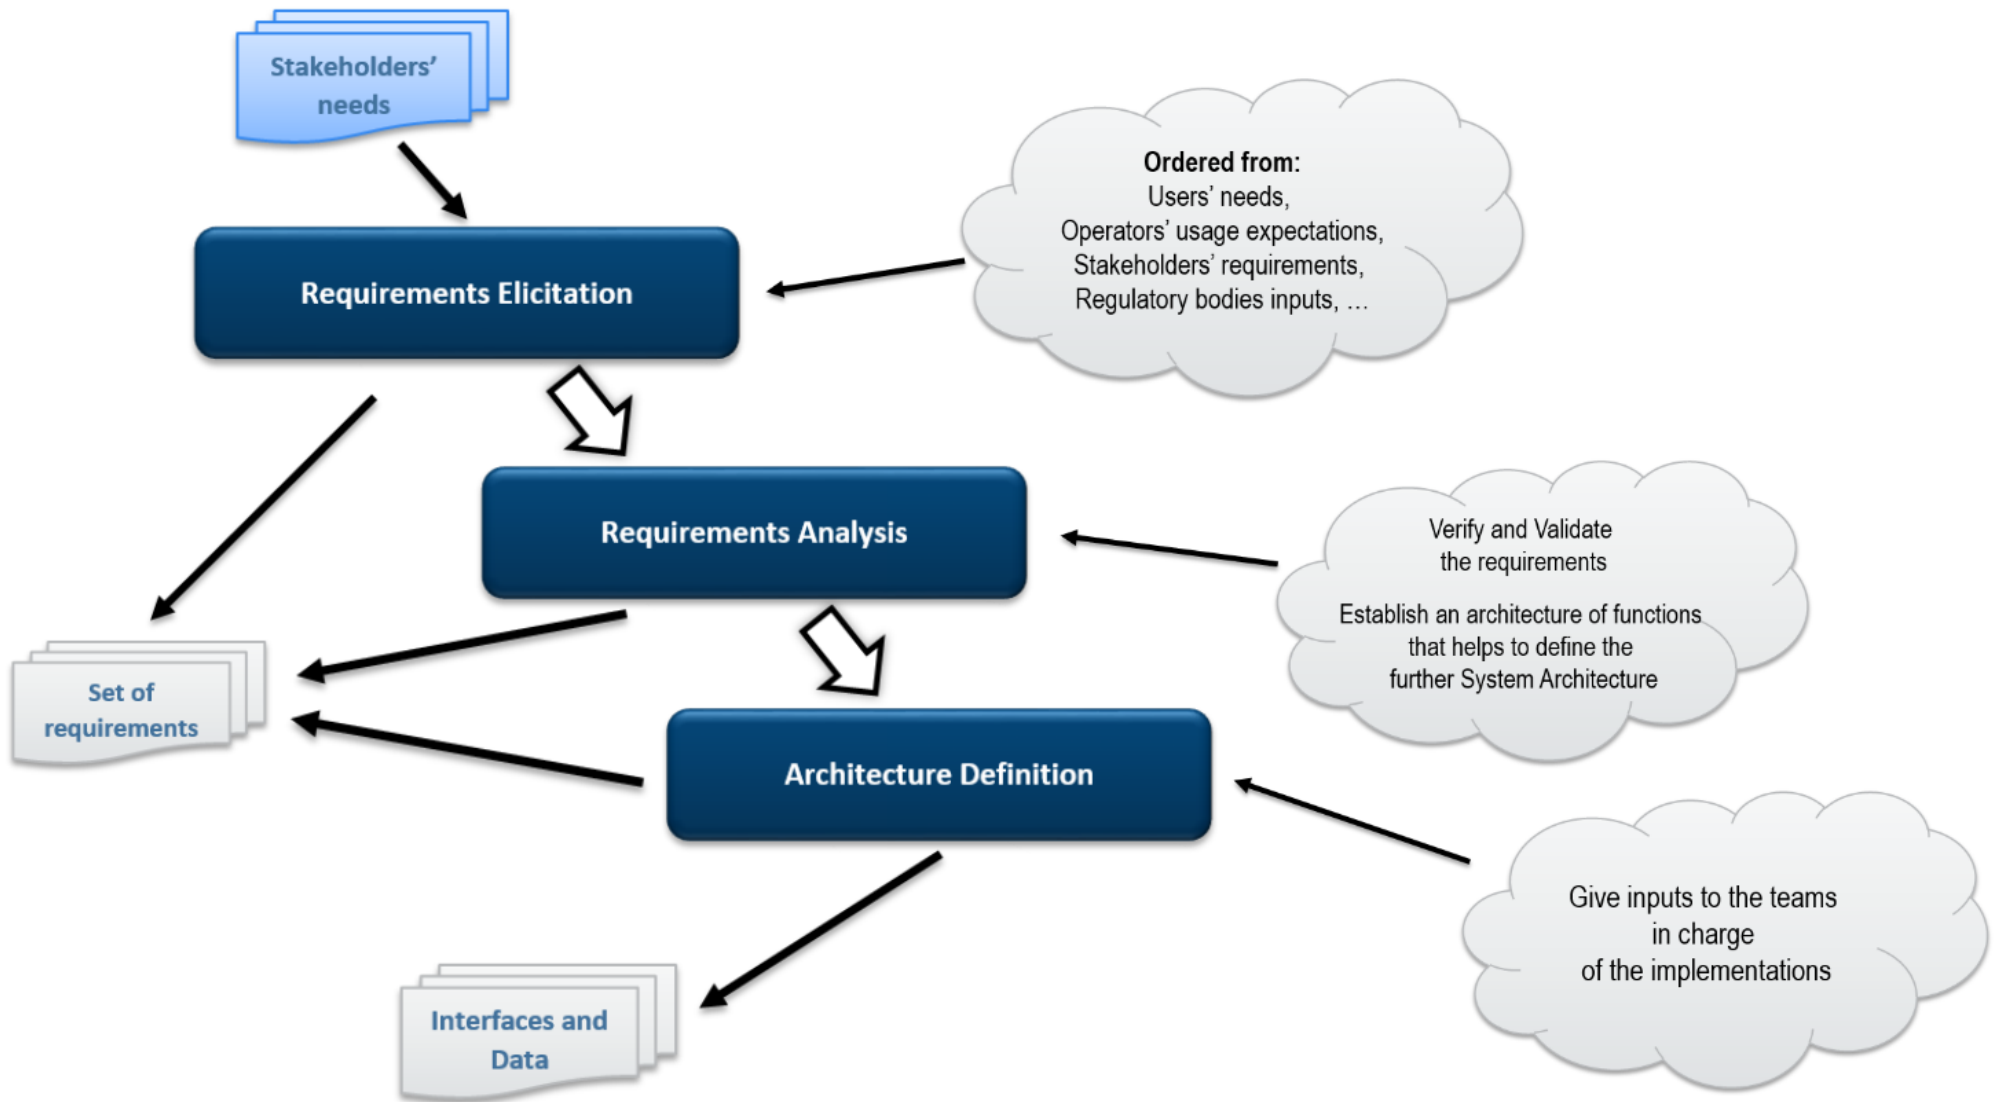 Stakeholders’
needs
Ordered from:
Users’ needs,
Operators’ usage expectations,
Stakeholders’ requirements,
Regulatory bodies inputs, …
Requirements Elicitation
Requirements Analysis
Verify and Validate
the requirements
Establish an architecture of functions
that helps to define the
further System Architecture
Set of
requirements
Architecture Definition
Give inputs to the teams
in charge
of the implementations
Interfaces and
Data